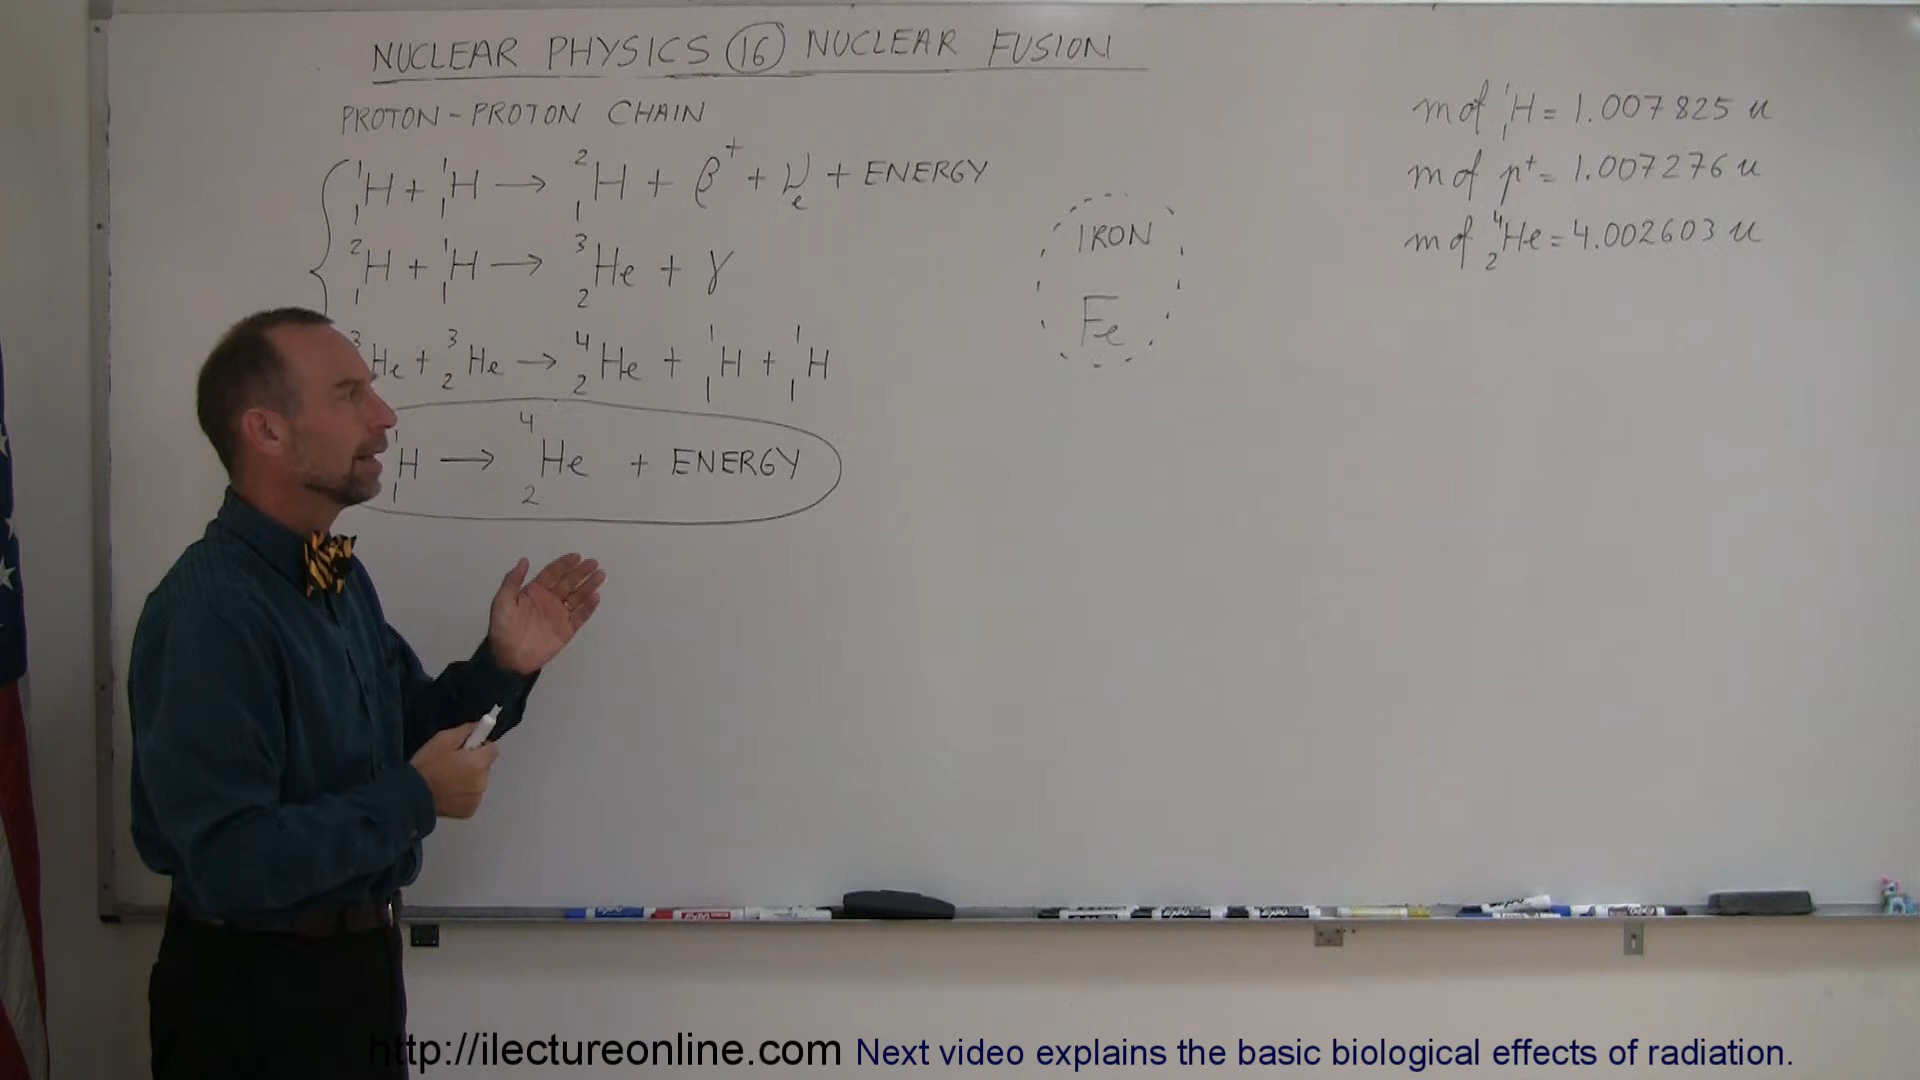 NUCLEAR PHYSICS 16 NUCLEAR FUSION
PROTON-PROTON CHAIN
¹₁H + ¹₁H → ²₁H + β⁺ + νₑ + ENERGY
²₁H + ¹₁H → ³₂He + γ
³He + ³₂He → ⁴₂He + ¹₁H + ¹₁H
¹₁H → ⁴₂He + ENERGY
IRON
Fe
m of ¹₁H = 1.007825 u
m of p⁺ = 1.007276 u
m of ⁴₂He = 4.002603 u
http://ilectureonline.com Next video explains the basic biological effects of radiation.